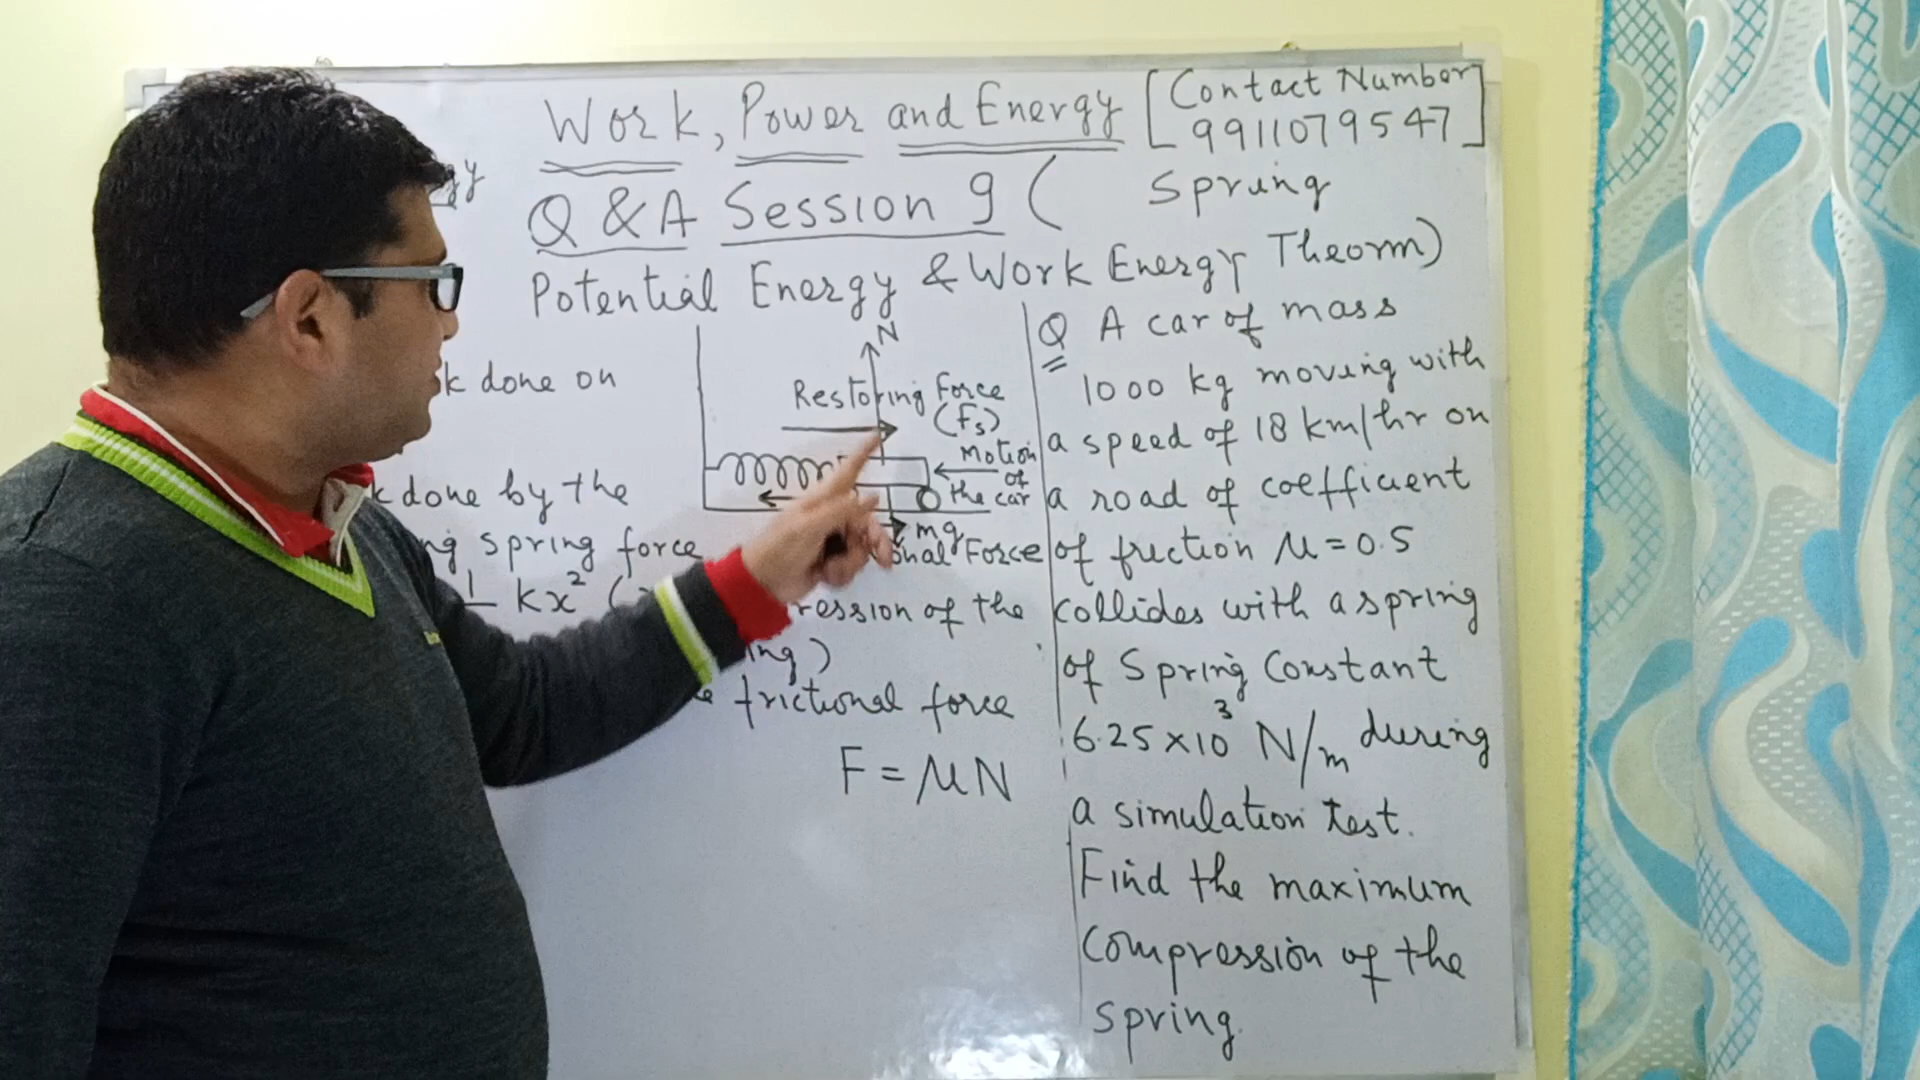 Work, Power and Energy
[Contact Number
9911079547]
Q & A Session 9 ( Spring
Potential Energy & Work Energy Theorm)
gy
k done on
k done by the
ng spring force
1 kx² (
ression of the
ing)
frictional force
F = μN
N
Restoring Force
(Fs)
Motion
of
the car
mg
onal Force
Q A car of mass
1000 kg moving with
a speed of 18 km/hr on
a road of coefficient
of friction μ = 0.5
collides with a spring
of Spring Constant
6.25 x 10³ N/m during
a simulation test.
Find the maximum
compression of the
spring.